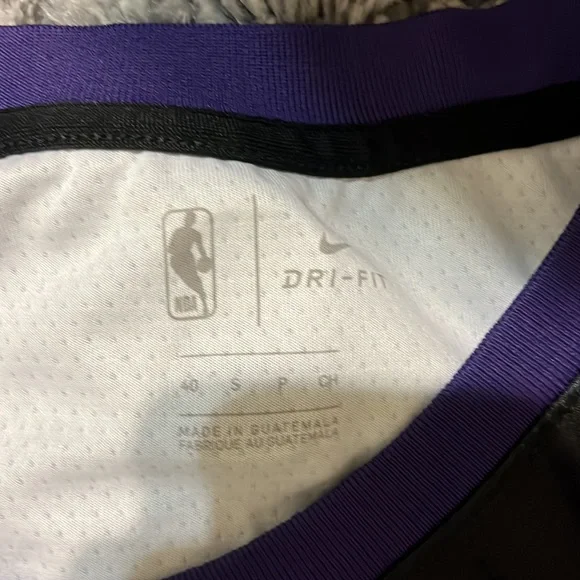 NBA
DRI-FIT
40 S P CH
MADE IN GUATEMALA
FABRIQUE AU GUATEMALA